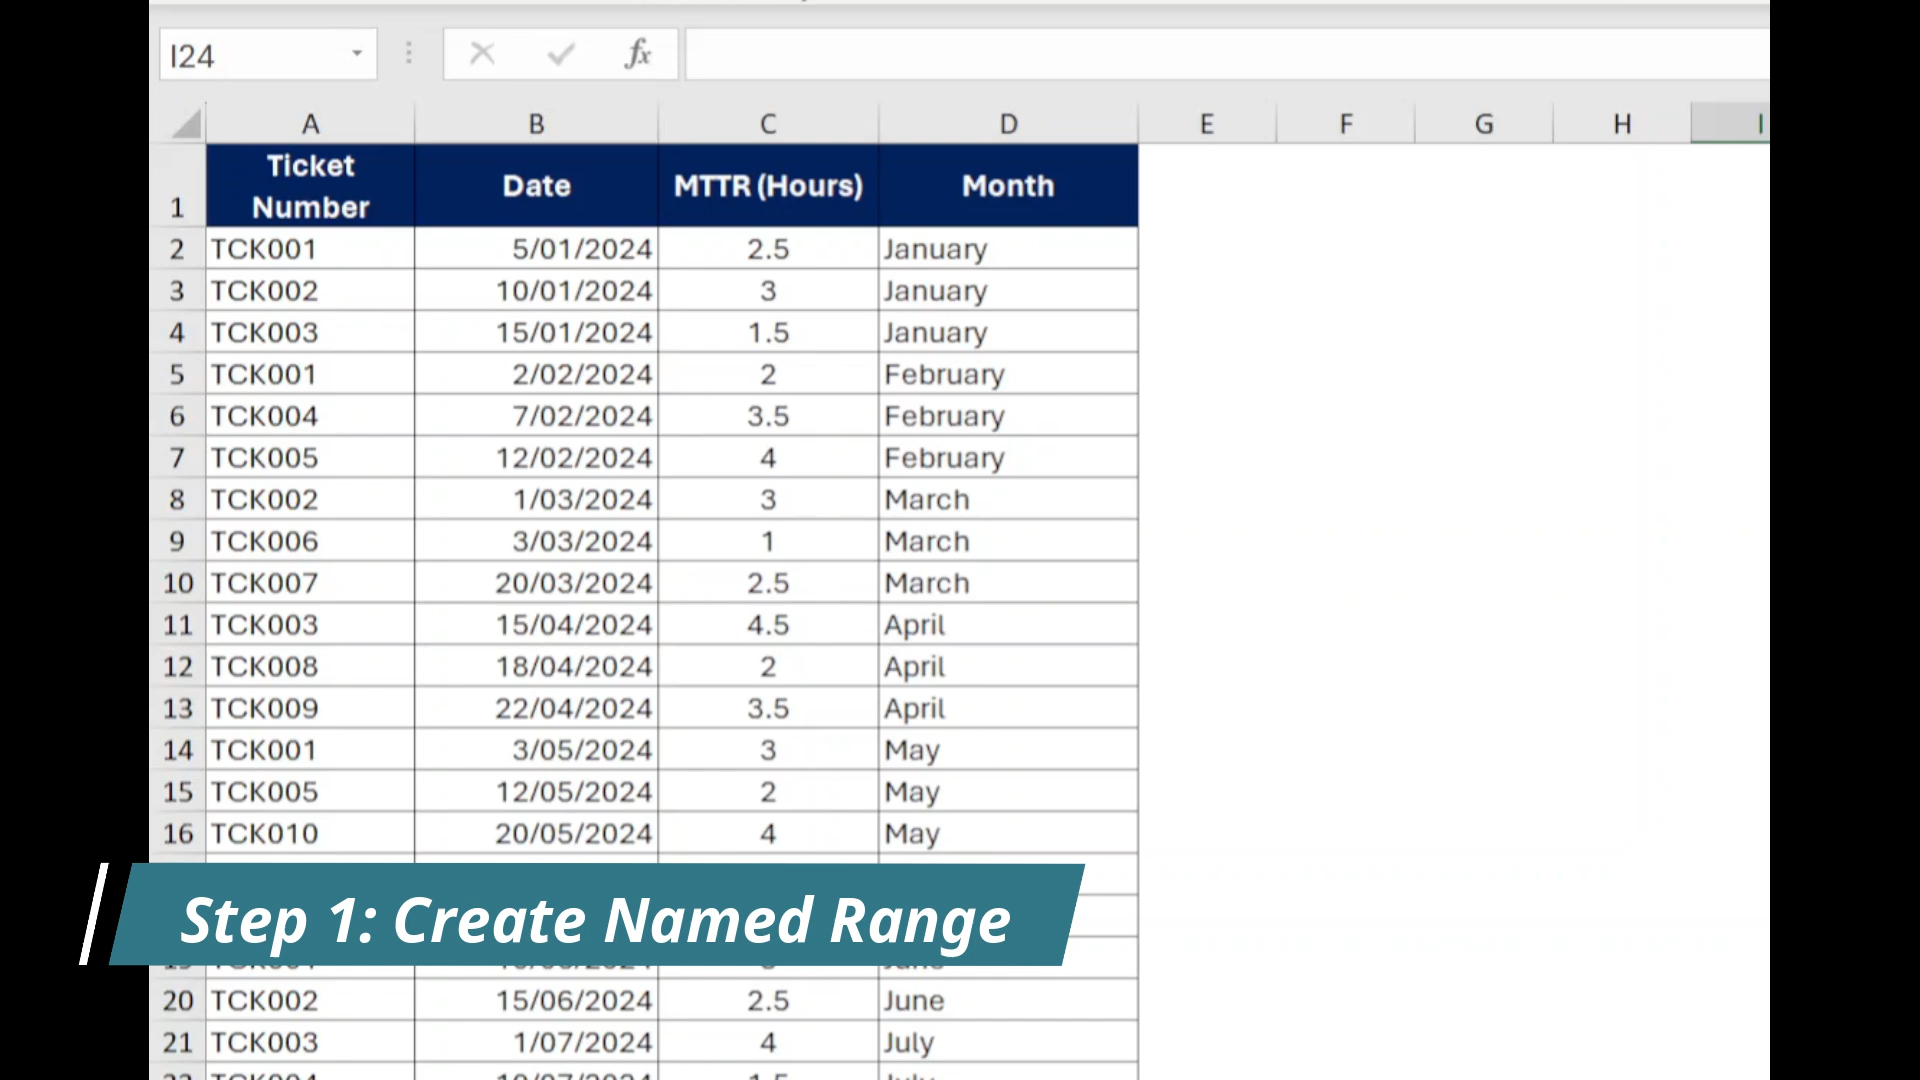 I24
fx
A B C D E F G H I
1 Ticket Number Date MTTR (Hours) Month
2 TCK001 5/01/2024 2.5 January
3 TCK002 10/01/2024 3 January
4 TCK003 15/01/2024 1.5 January
5 TCK001 2/02/2024 2 February
6 TCK004 7/02/2024 3.5 February
7 TCK005 12/02/2024 4 February
8 TCK002 1/03/2024 3 March
9 TCK006 3/03/2024 1 March
10 TCK007 20/03/2024 2.5 March
11 TCK003 15/04/2024 4.5 April
12 TCK008 18/04/2024 2 April
13 TCK009 22/04/2024 3.5 April
14 TCK001 3/05/2024 3 May
15 TCK005 12/05/2024 2 May
16 TCK010 20/05/2024 4 May
Step 1: Create Named Range
20 TCK002 15/06/2024 2.5 June
21 TCK003 1/07/2024 4 July